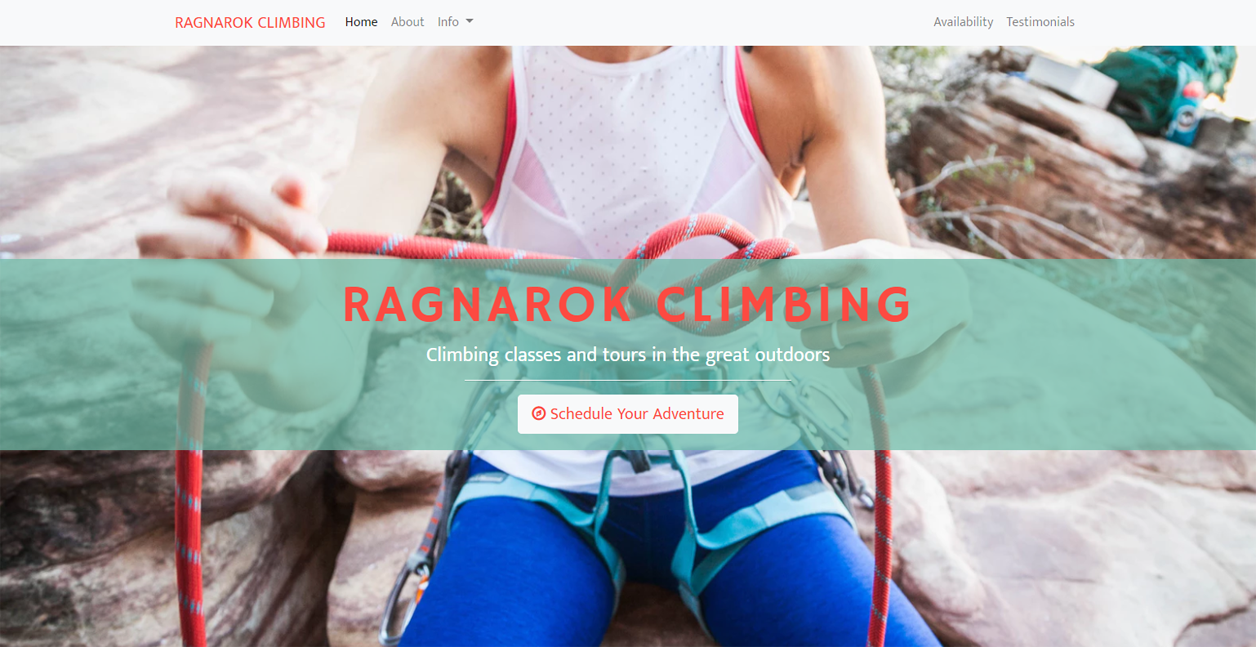 RAGNAROK CLIMBING Home About Info Availability Testimonials
RAGNAROK CLIMBING
Climbing classes and tours in the great outdoors
Schedule Your Adventure